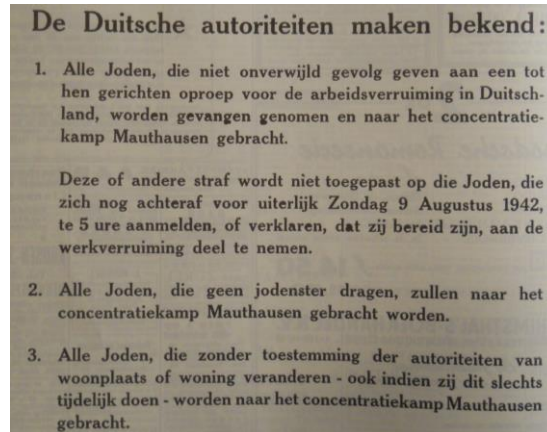 De Duitsche autoriteiten maken bekend:
1. Alle Joden, die niet onverwijld gevolg geven aan een tot
hen gerichten oproep voor de arbeidsverruiming in Duitsch-
land, worden gevangen genomen en naar het concentratie-
kamp Mauthausen gebracht.
Deze of andere straf wordt niet toegepast op die Joden, die
zich nog achteraf voor uiterlijk Zondag 9 Augustus 1942,
te 5 ure aanmelden, of verklaren, dat zij bereid zijn, aan de
werkverruiming deel te nemen.
2. Alle Joden, die geen jodenster dragen, zullen naar het
concentratiekamp Mauthausen gebracht worden.
3. Alle Joden, die zonder toestemming der autoriteiten van
woonplaats of woning veranderen - ook indien zij dit slechts
tijdelijk doen - worden naar het concentratiekamp Mauthausen
gebracht.